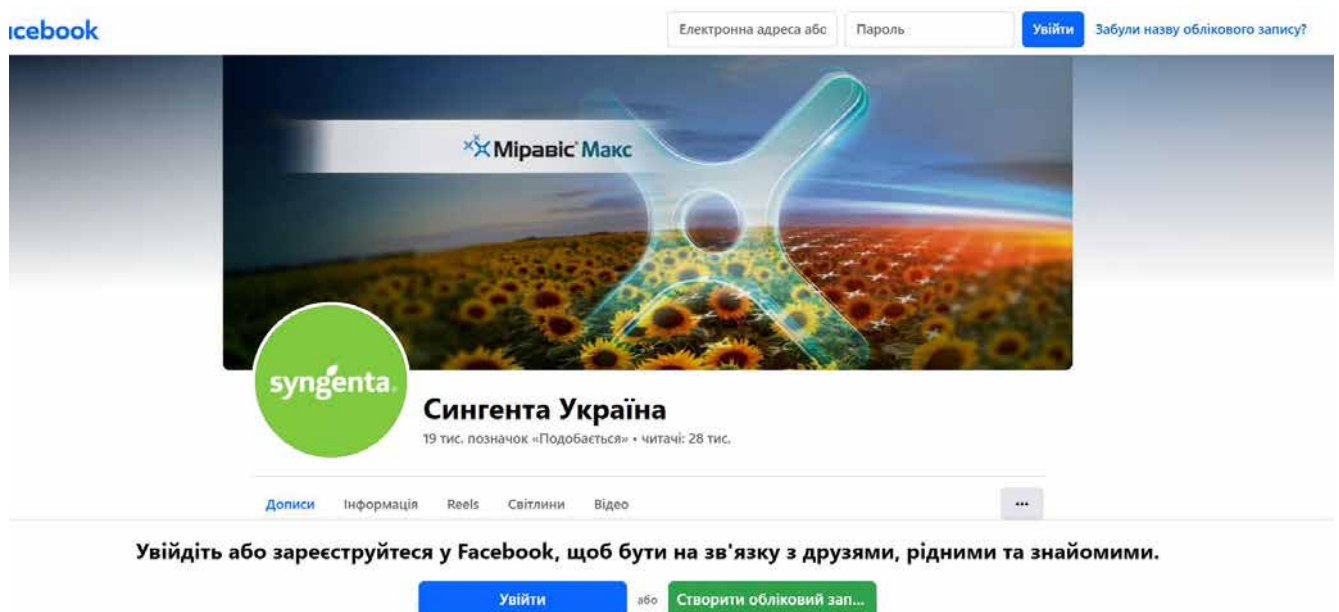 acebook
Електронна адреса або
Пароль
Увійти
Забули назву облікового запису?
Міравіс® Макс
syngenta®
Сингента Україна
19 тис. позначок «Подобається» • читачі: 28 тис.
Дописи Інформація Reels Світлини Відео
Увійдіть або зареєструйтеся у Facebook, щоб бути на зв'язку з друзями, рідними та знайомими.
Увійти або Створити обліковий зап...